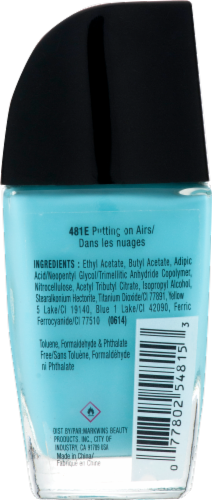 481E Putting on Airs/
Dans les nuages
INGREDIENTS : Ethyl Acetate, Butyl Acetate, Adipic
Acid/Neopentyl Glycol/Trimellitic Anhydride Copolymer,
Nitrocellulose, Acetyl Tributyl Citrate, Isopropyl Alcohol,
Stearalkonium Hectorite, Titanium Dioxide/CI 77891, Yellow
5 Lake/CI 19140, Blue 1 Lake/CI 42090, Ferric
Ferrocyanide/CI 77510 (0614)
Toluene, Formaldehyde & Phthalate
Free/Sans Toluène, Formaldéhyde
ni Phthalate
DIST BY/PAR MARKWINS BEAUTY
PRODUCTS, INC., CITY OF
INDUSTRY, CA 91789 USA
Made in China/
Fabriqué en Chine
0 77802 54815 3